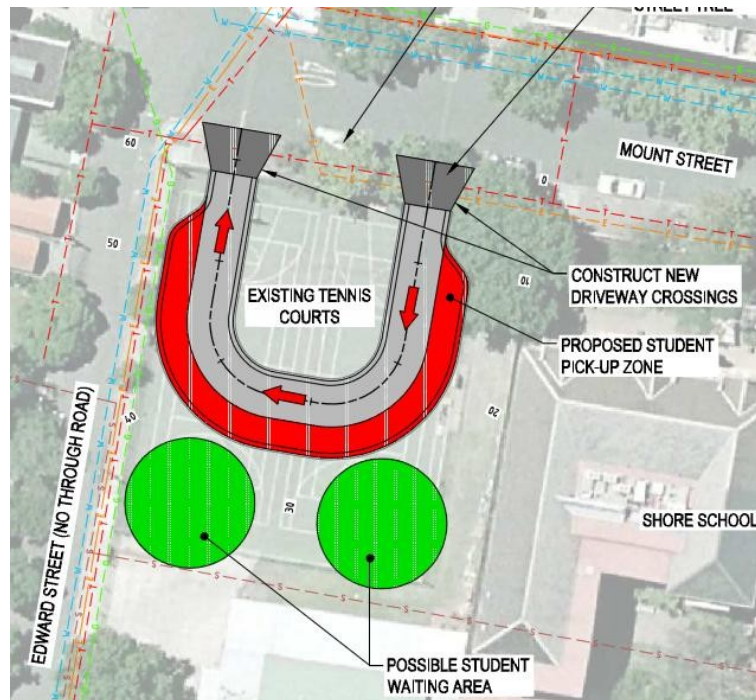 STREET TREE
60
MOUNT STREET
0
50
10
CONSTRUCT NEW
DRIVEWAY CROSSINGS
EXISTING TENNIS
COURTS
PROPOSED STUDENT
PICK-UP ZONE
40
20
30
SHORE SCHOOL
EDWARD STREET (NO THROUGH ROAD)
POSSIBLE STUDENT
WAITING AREA